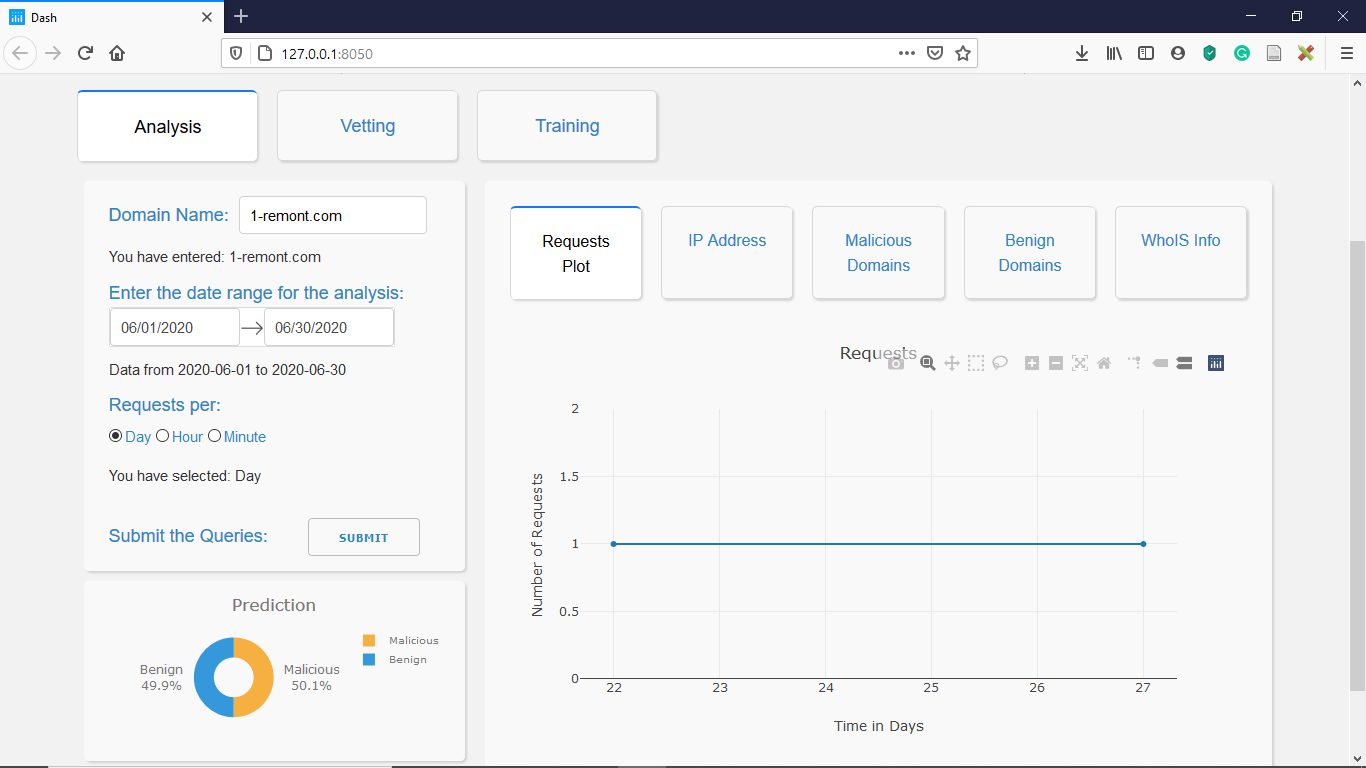 Dash
127.0.0.1:8050
Analysis
Vetting
Training
Domain Name:
1-remont.com
You have entered: 1-remont.com
Enter the date range for the analysis:
06/01/2020
06/30/2020
Data from 2020-06-01 to 2020-06-30
Requests per:
Day Hour Minute
You have selected: Day
Submit the Queries:
SUBMIT
Prediction
Malicious
Benign
Benign
49.9%
Malicious
50.1%
Requests
Plot
IP Address
Malicious
Domains
Benign
Domains
WhoIS Info
Requests
Number of Requests
2
1.5
1
0.5
0
22 23 24 25 26 27
Time in Days